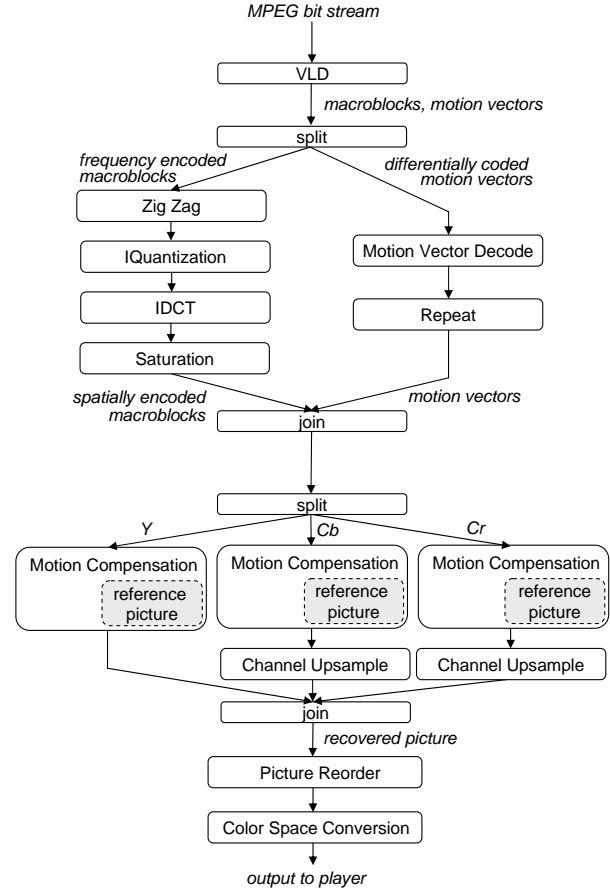 MPEG bit stream
VLD
macroblocks, motion vectors
split
frequency encoded
macroblocks
differentially coded
motion vectors
Zig Zag
IQuantization
IDCT
Saturation
Motion Vector Decode
Repeat
spatially encoded
macroblocks
motion vectors
join
split
Y
Cb
Cr
Motion Compensation
reference
picture
Motion Compensation
reference
picture
Motion Compensation
reference
picture
Channel Upsample
Channel Upsample
join
recovered picture
Picture Reorder
Color Space Conversion
output to player